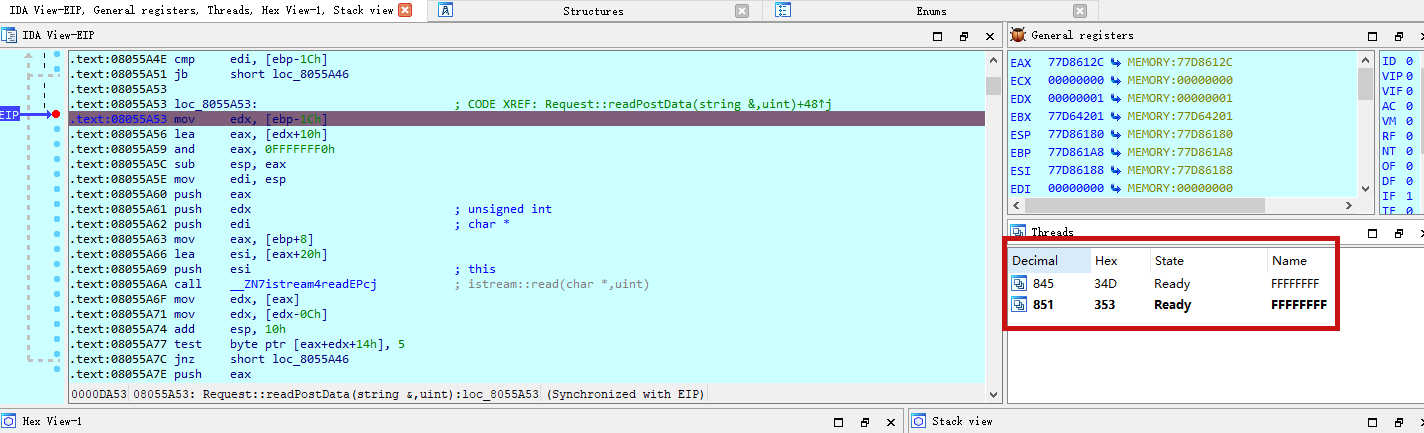 IDA View-EIP, General registers, Threads, Hex View-1, Stack view
Structures
Enums
IDA View-EIP
.text:08055A4E cmp edi, [ebp-1Ch]
.text:08055A51 jb short loc_8055A46
.text:08055A53
.text:08055A53 loc_8055A53: ; CODE XREF: Request::readPostData(string &,uint)+48↑j
EIP
.text:08055A53 mov edx, [ebp-1Ch]
.text:08055A56 lea eax, [edx+10h]
.text:08055A59 and eax, 0FFFFFFF0h
.text:08055A5C sub esp, eax
.text:08055A5E mov edi, esp
.text:08055A60 push eax
.text:08055A61 push edx ; unsigned int
.text:08055A62 push edi ; char *
.text:08055A63 mov eax, [ebp+8]
.text:08055A66 lea esi, [eax+20h]
.text:08055A69 push esi ; this
.text:08055A6A call __ZN7istream4readEPcj ; istream::read(char *,uint)
.text:08055A6F mov edx, [eax]
.text:08055A71 mov edx, [edx-0Ch]
.text:08055A74 add esp, 10h
.text:08055A77 test byte ptr [eax+edx+14h], 5
.text:08055A7C jnz short loc_8055A46
.text:08055A7E push eax
0000DA53 08055A53: Request::readPostData(string &,uint):loc_8055A53 (Synchronized with EIP)
General registers
EAX 77D8612C MEMORY:77D8612C
ECX 00000000 MEMORY:00000000
EDX 00000001 MEMORY:00000001
EBX 77D64201 MEMORY:77D64201
ESP 77D86180 MEMORY:77D86180
EBP 77D861A8 MEMORY:77D861A8
ESI 77D86188 MEMORY:77D86188
EDI 00000000 MEMORY:00000000
ID 0
VIP 0
VIF 0
AC 0
VM 0
RF 0
NT 0
OF 0
DF 0
IF 1
TF 0
Threads
Decimal Hex State Name
845 34D Ready FFFFFFFF
851 353 Ready FFFFFFFF
Hex View-1
Stack view